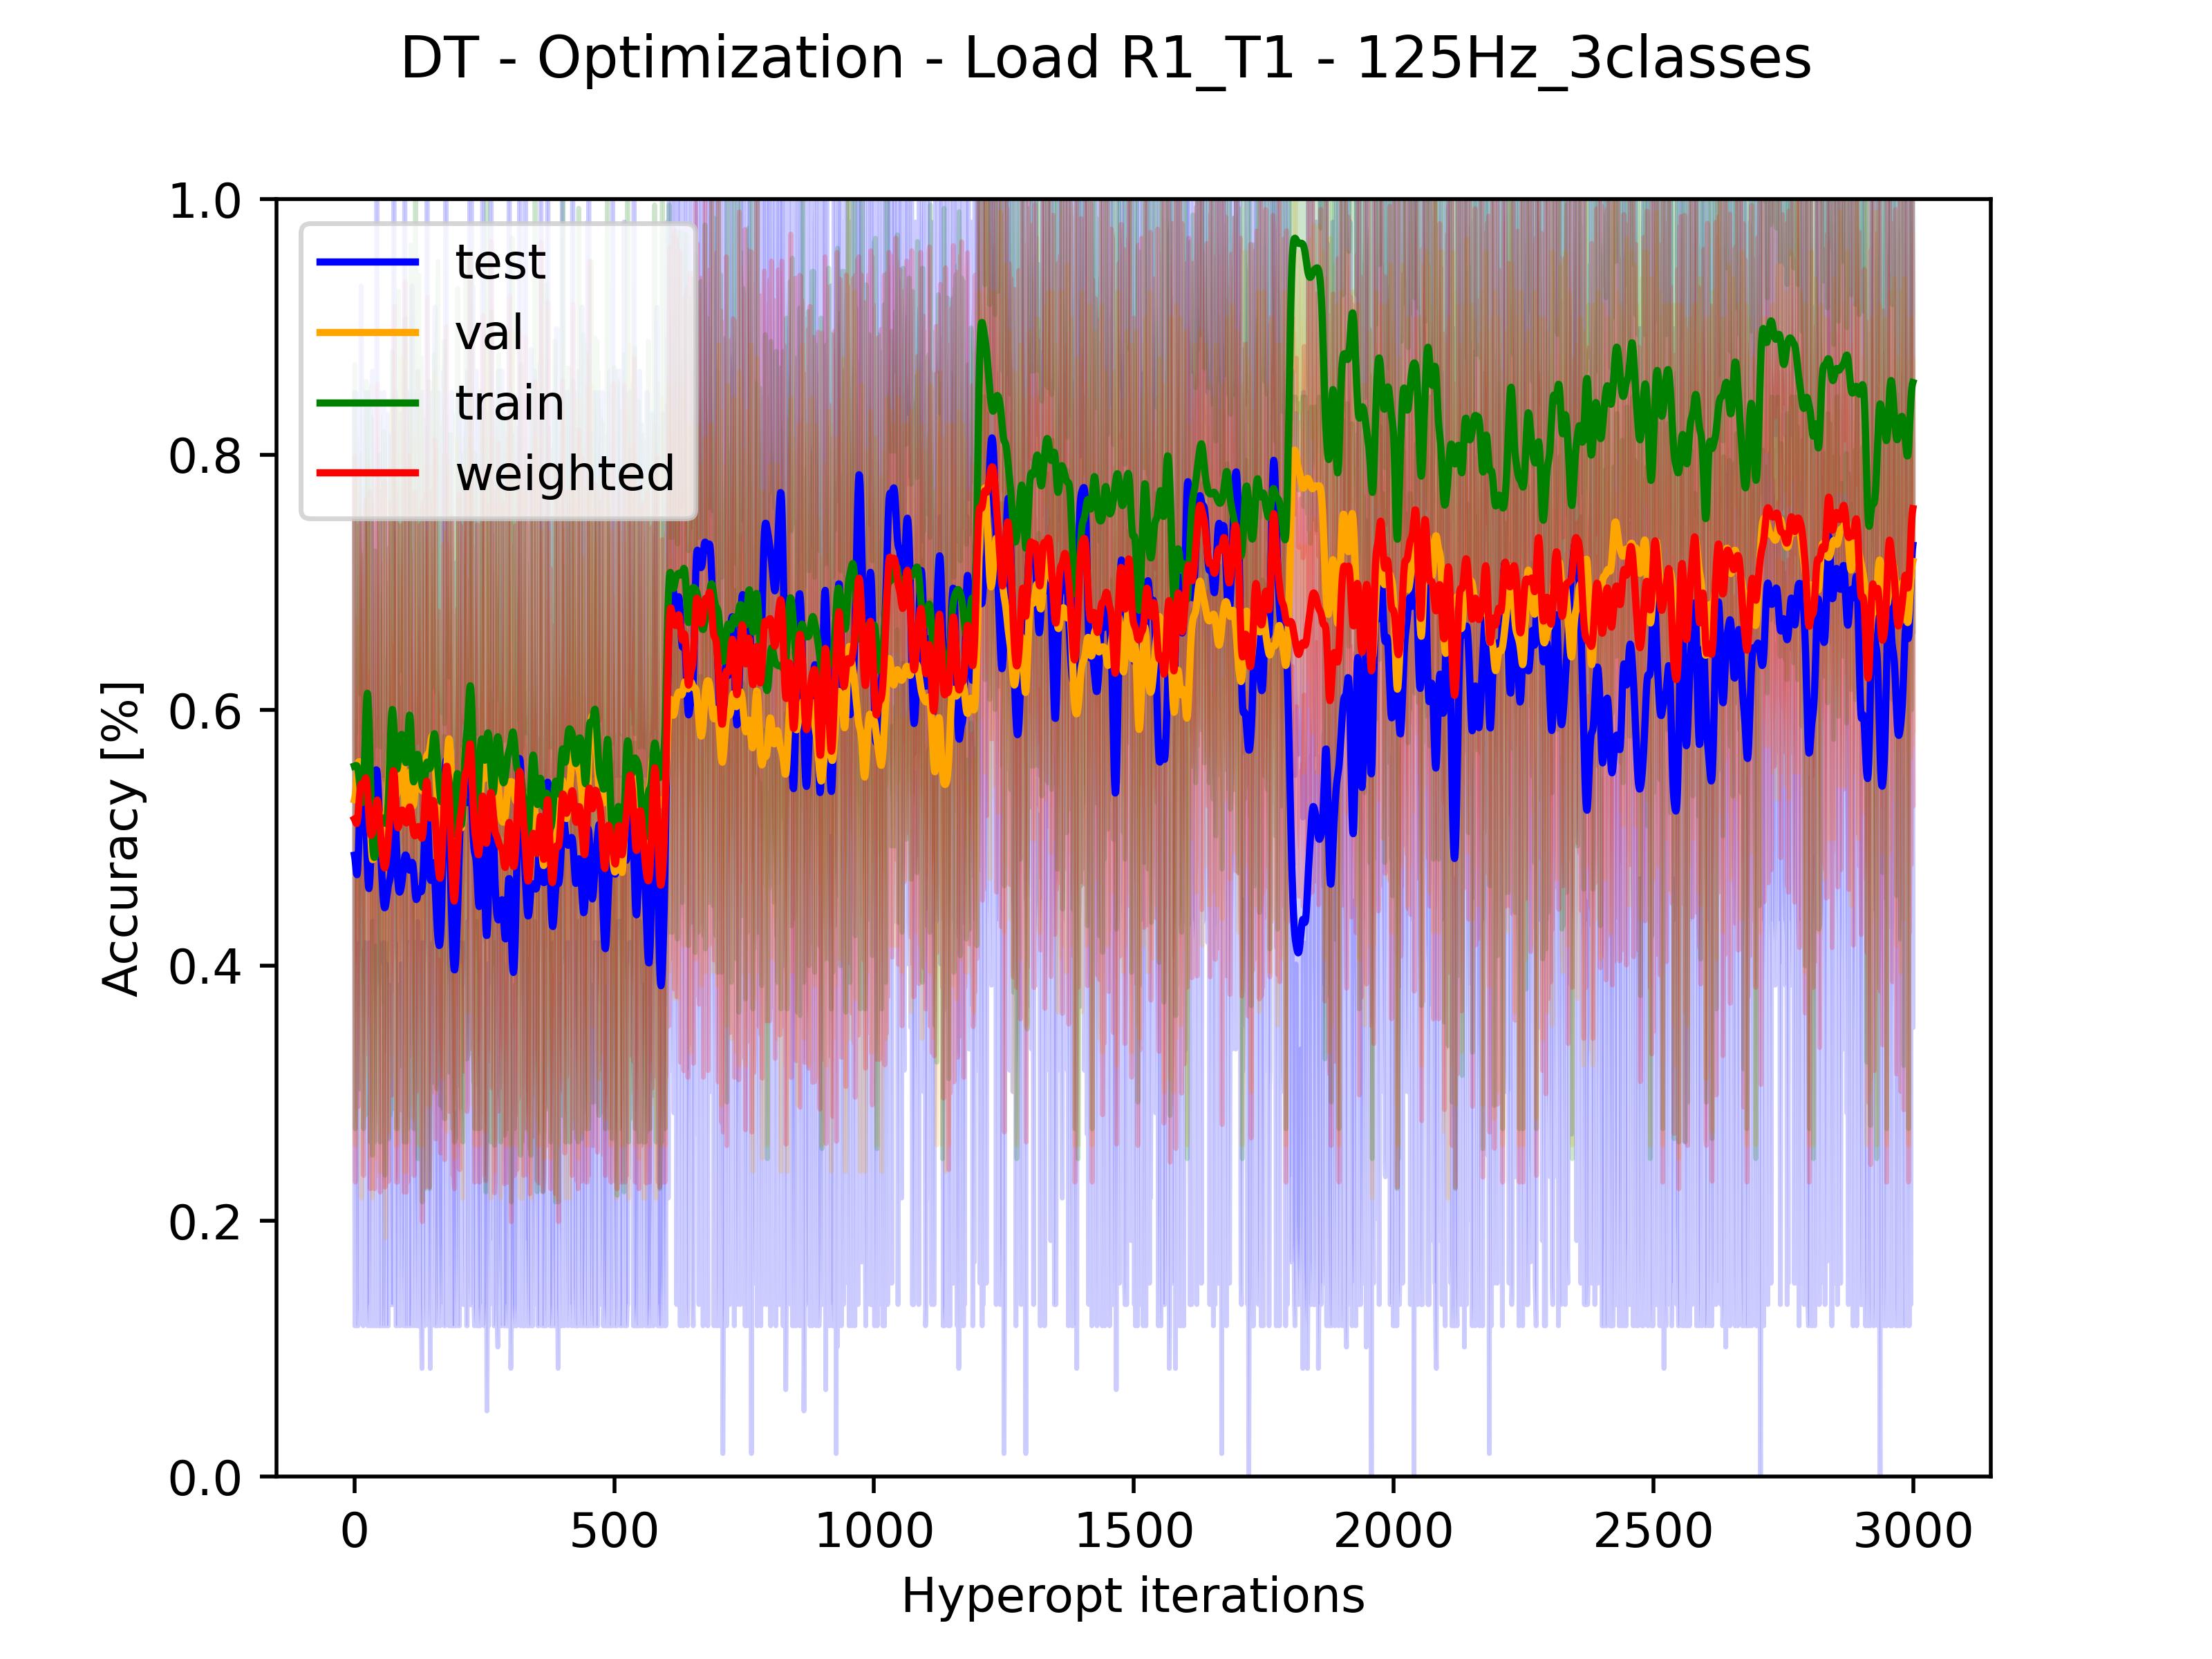 DT - Optimization - Load R1_T1 - 125Hz_3classes
1.0
0.8
0.6
0.4
0.2
0.0
Accuracy [%]
test
val
train
weighted
0 500 1000 1500 2000 2500 3000
Hyperopt iterations